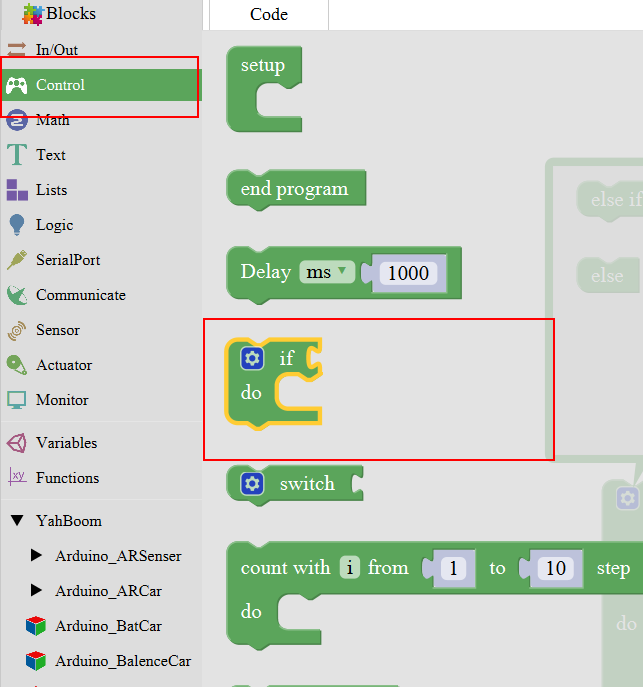 Blocks
In/Out
Control
Math
Text
Lists
Logic
SerialPort
Communicate
Sensor
Actuator
Monitor
Variables
xy Functions
YahBoom
Arduino_ARSenser
Arduino_ARCar
Arduino_BatCar
Arduino_BalenceCar
Code
setup
end program
Delay ms 1000
if
do
switch
count with i from 1 to 10 step
do
else if
else
do